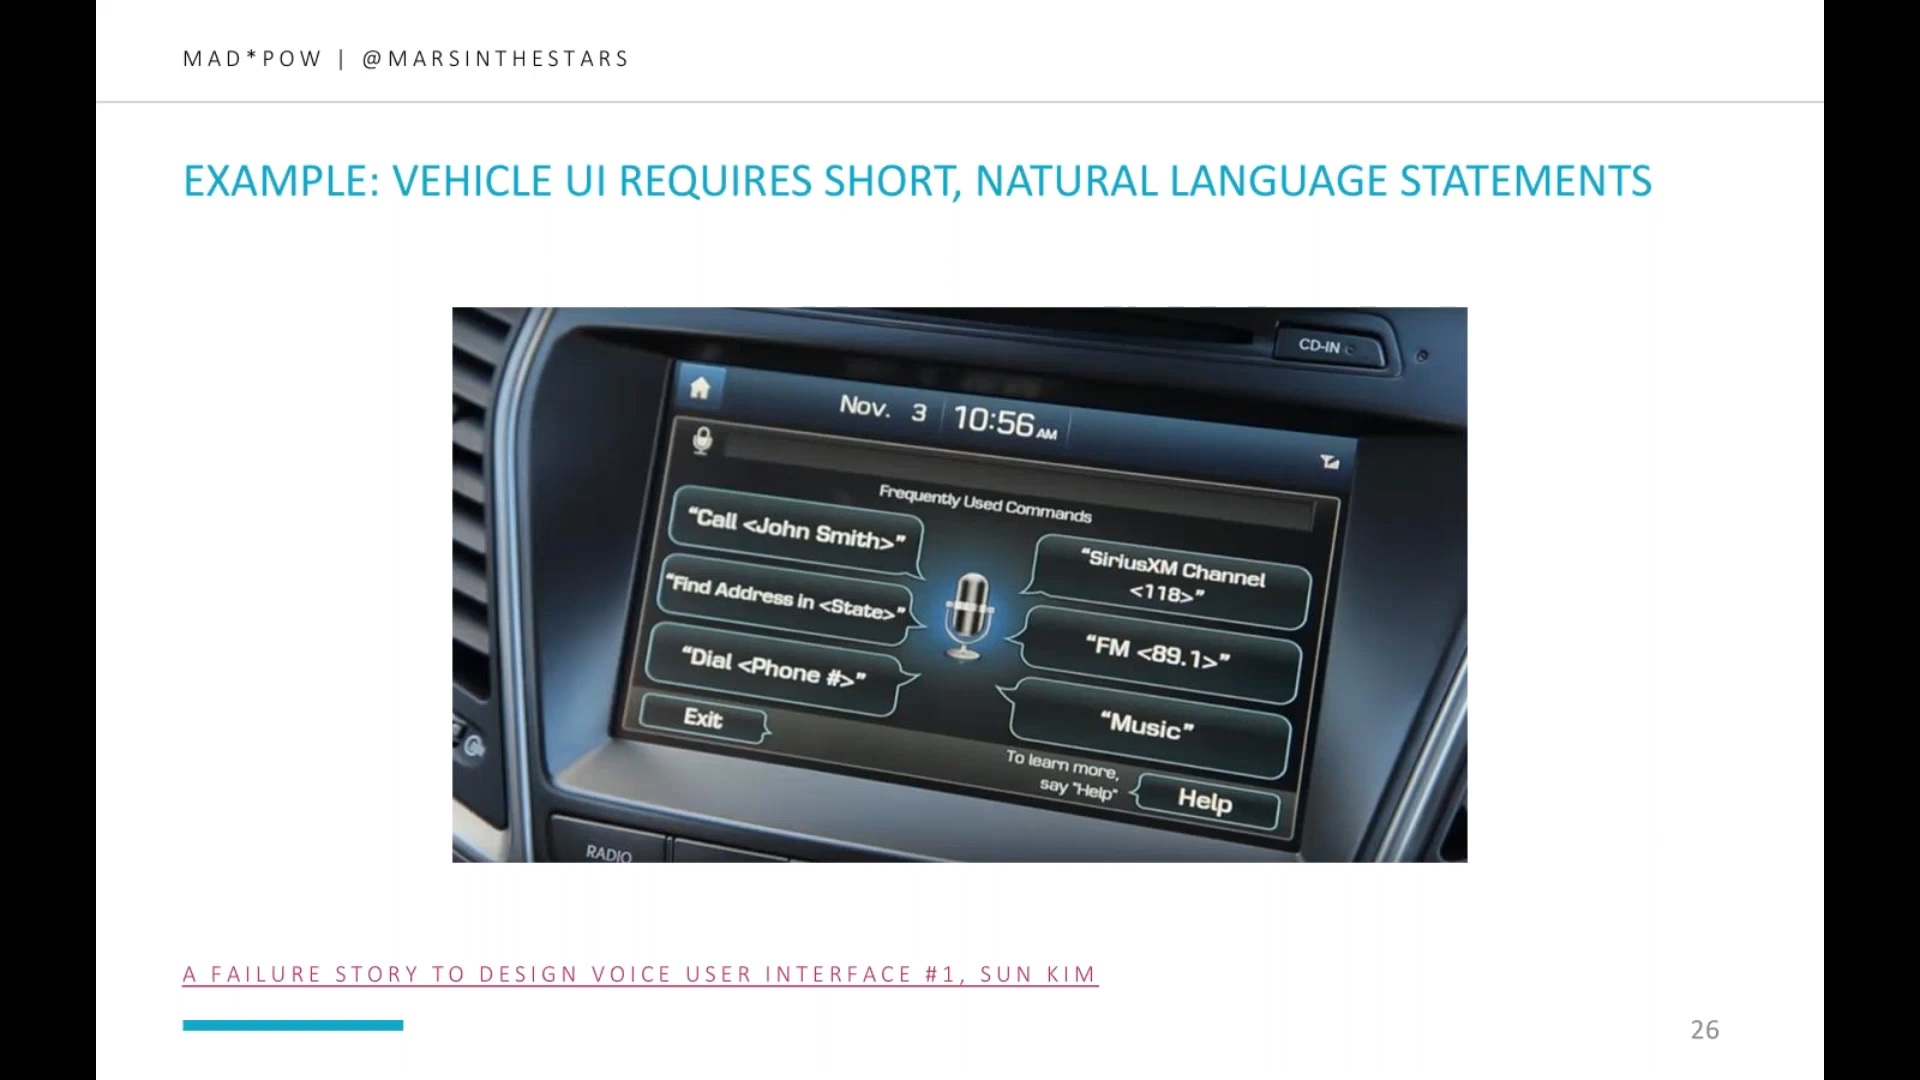 MAD*POW | @MARSINTHESTARS
EXAMPLE: VEHICLE UI REQUIRES SHORT, NATURAL LANGUAGE STATEMENTS
CD-IN
Nov. 3 10:56 AM
Frequently Used Commands
“Call <John Smith>”
“Find Address in <State>”
“Dial <Phone #>”
Exit
“SiriusXM Channel
<118>”
“FM <89.1>”
“Music”
To learn more,
say "Help"
Help
RADIO
A FAILURE STORY TO DESIGN VOICE USER INTERFACE #1, SUN KIM
26